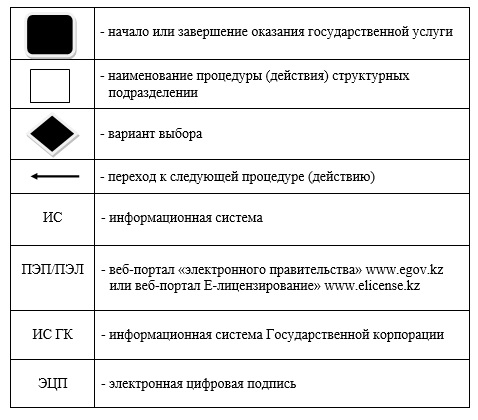 - начало или завершение оказания государственной услуги
- наименование процедуры (действия) структурных
подразделении
- вариант выбора
- переход к следующей процедуре (действию)
ИС - информационная система
ПЭП/ПЭЛ - веб-портал «электронного правительства» www.egov.kz
или веб-портал Е-лицензирование» www.elicense.kz
ИС ГК - информационная система Государственной корпорации
ЭЦП - электронная цифровая подпись